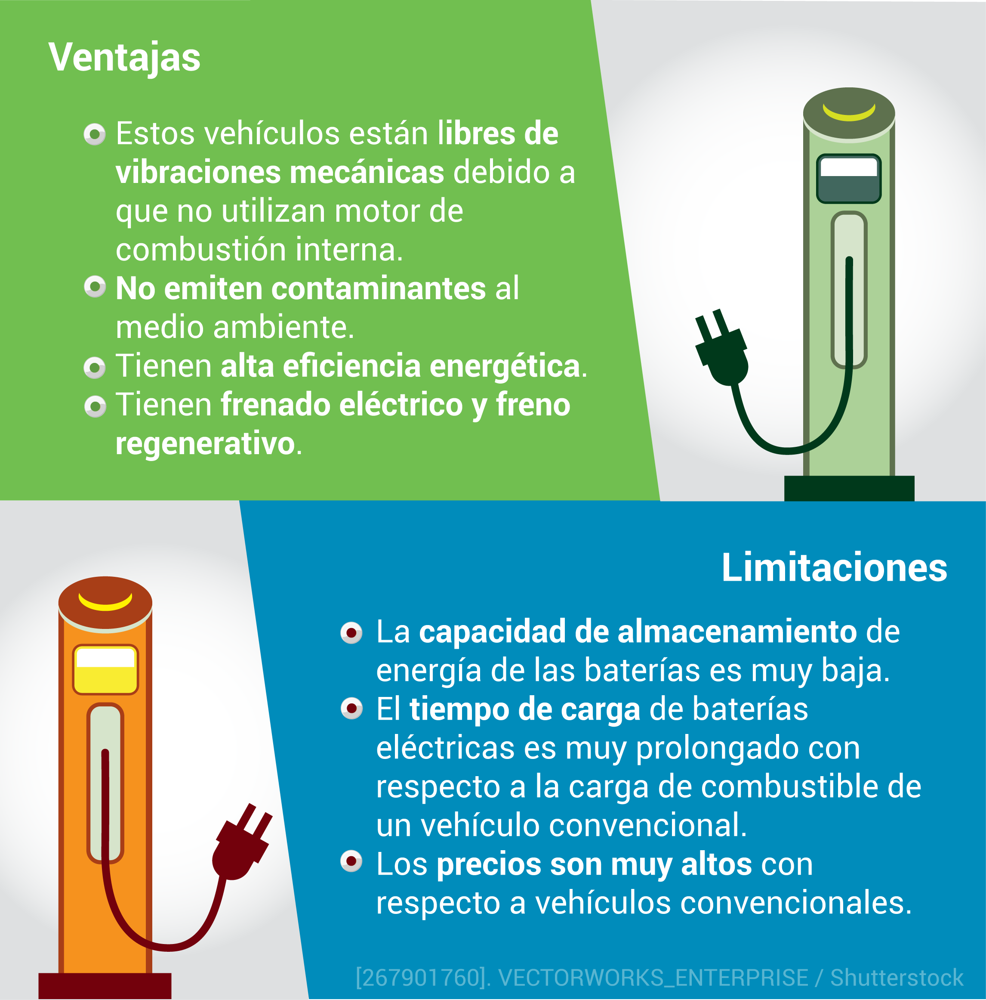 Ventajas
Estos vehículos están libres de
vibraciones mecánicas debido a
que no utilizan motor de
combustión interna.
No emiten contaminantes al
medio ambiente.
Tienen alta eficiencia energética.
Tienen frenado eléctrico y freno
regenerativo.
Limitaciones
La capacidad de almacenamiento de
energía de las baterías es muy baja.
El tiempo de carga de baterías
eléctricas es muy prolongado con
respecto a la carga de combustible de
un vehículo convencional.
Los precios son muy altos con
respecto a vehículos convencionales.
[267901760]. VECTORWORKS_ENTERPRISE / Shutterstock